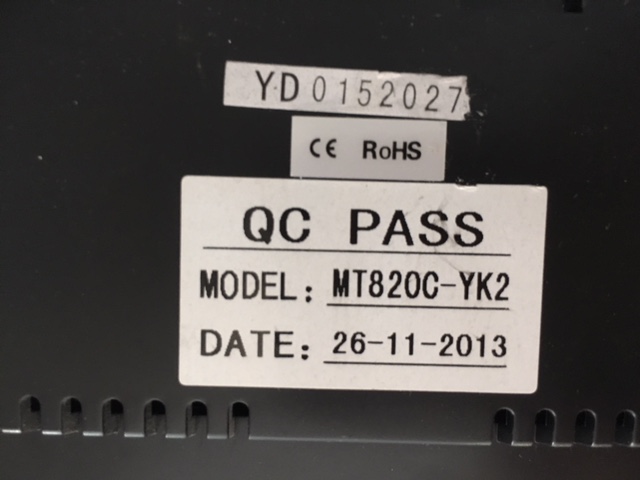 YD0152027
CE RoHS
QC PASS
MODEL: MT820C-YK2
DATE: 26-11-2013